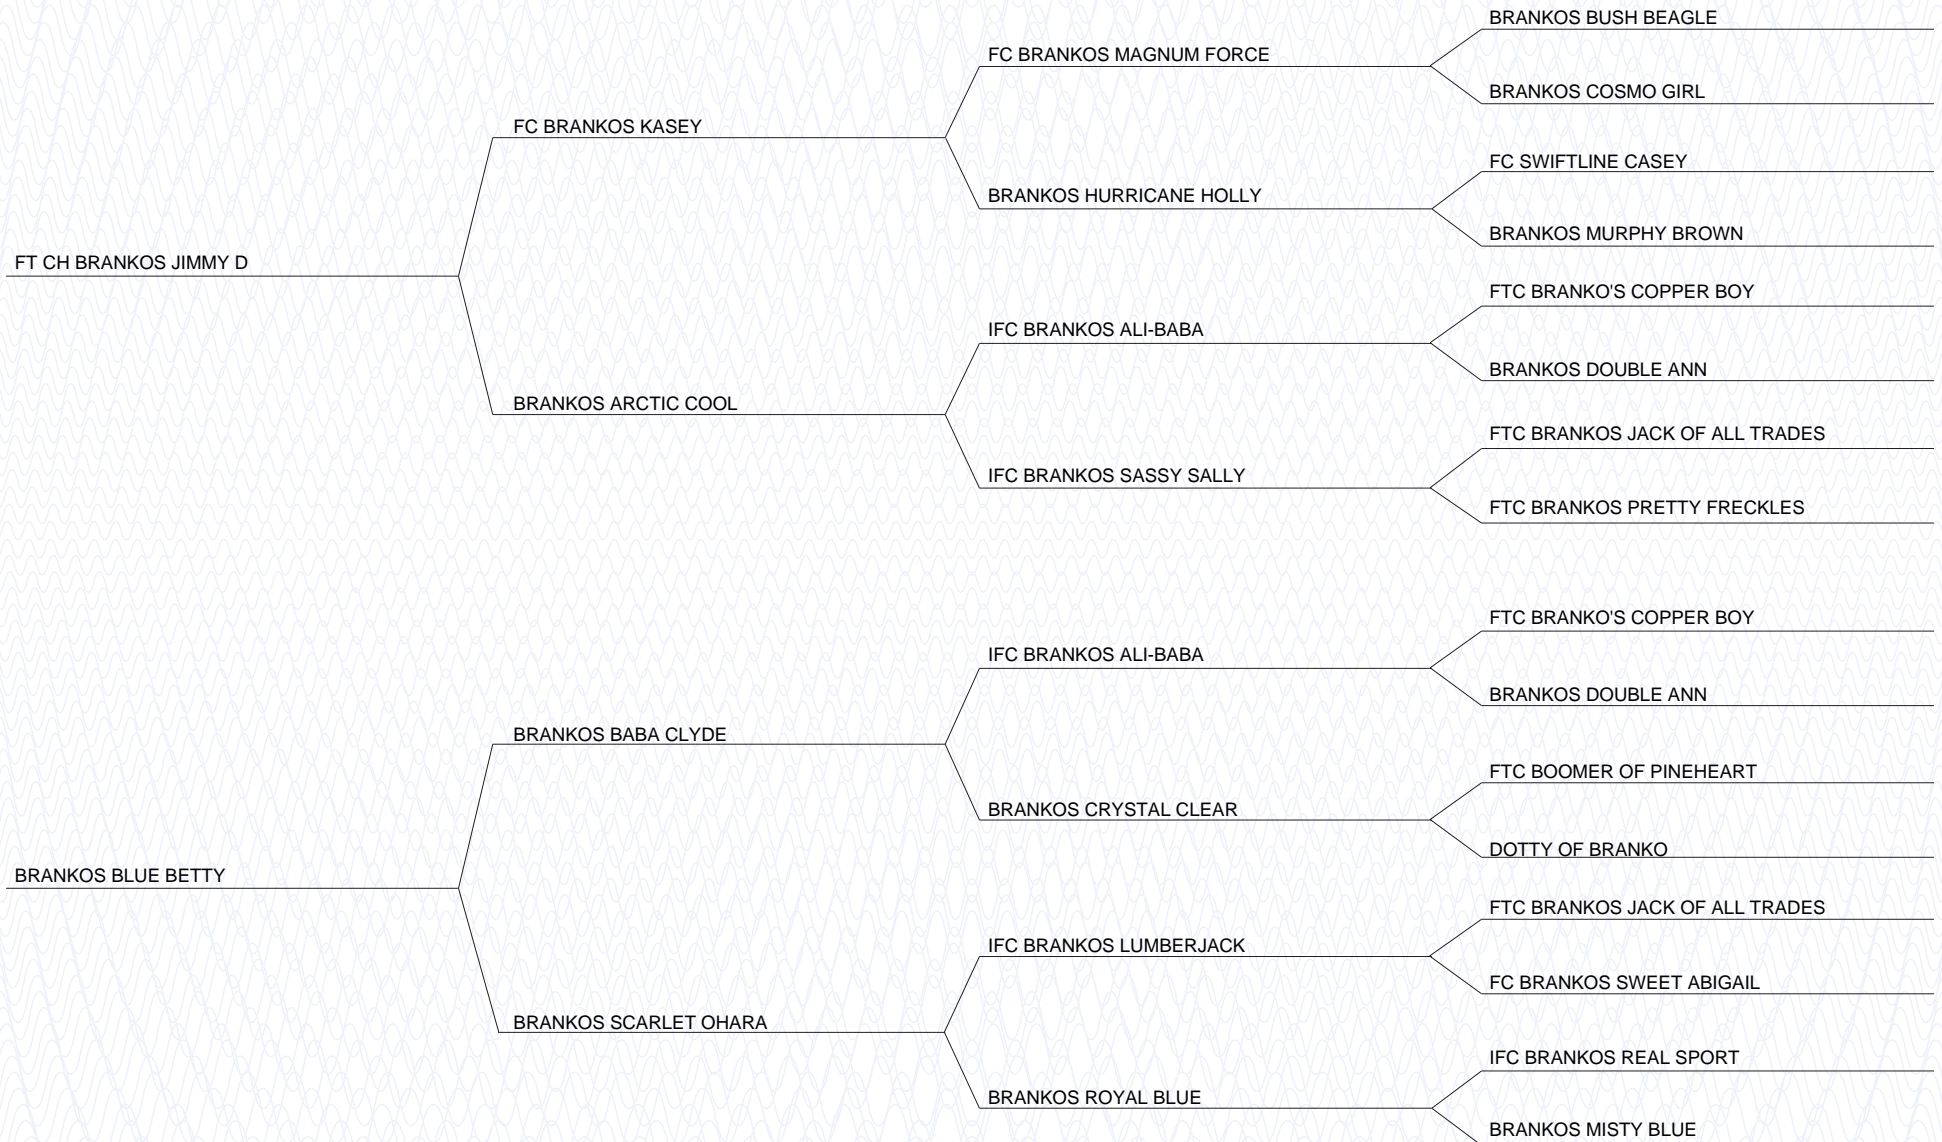 BRANKOS BUSH BEAGLE
FC BRANKOS MAGNUM FORCE
BRANKOS COSMO GIRL
FC BRANKOS KASEY
FC SWIFTLINE CASEY
BRANKOS HURRICANE HOLLY
BRANKOS MURPHY BROWN
FT CH BRANKOS JIMMY D
FTC BRANKO'S COPPER BOY
IFC BRANKOS ALI-BABA
BRANKOS DOUBLE ANN
BRANKOS ARCTIC COOL
FTC BRANKOS JACK OF ALL TRADES
IFC BRANKOS SASSY SALLY
FTC BRANKOS PRETTY FRECKLES
FTC BRANKO'S COPPER BOY
IFC BRANKOS ALI-BABA
BRANKOS DOUBLE ANN
BRANKOS BABA CLYDE
FTC BOOMER OF PINEHEART
BRANKOS CRYSTAL CLEAR
DOTTY OF BRANKO
BRANKOS BLUE BETTY
FTC BRANKOS JACK OF ALL TRADES
IFC BRANKOS LUMBERJACK
FC BRANKOS SWEET ABIGAIL
BRANKOS SCARLET OHARA
IFC BRANKOS REAL SPORT
BRANKOS ROYAL BLUE
BRANKOS MISTY BLUE